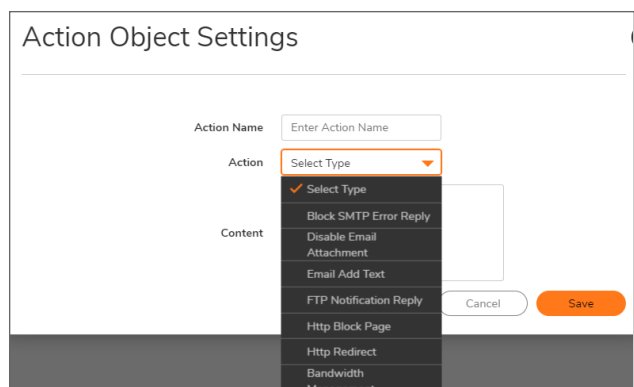 Action Object Settings
Action Name
Enter Action Name
Action
Select Type
Select Type
Block SMTP Error Reply
Content
Disable Email
Attachment
Email Add Text
FTP Notification Reply
Cancel
Save
Http Block Page
Http Redirect
Bandwidth